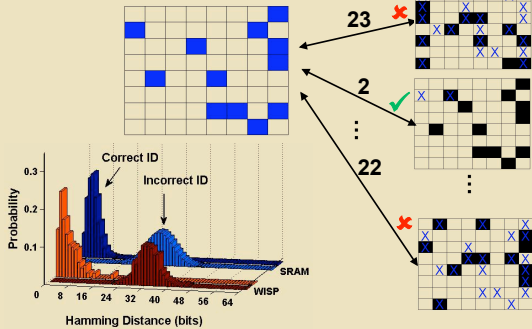 23
2
22
Correct ID
Incorrect ID
Probability
0.3
0.2
0.1
SRAM
WISP
0 8 16 24 32 40 48 56 64
Hamming Distance (bits)